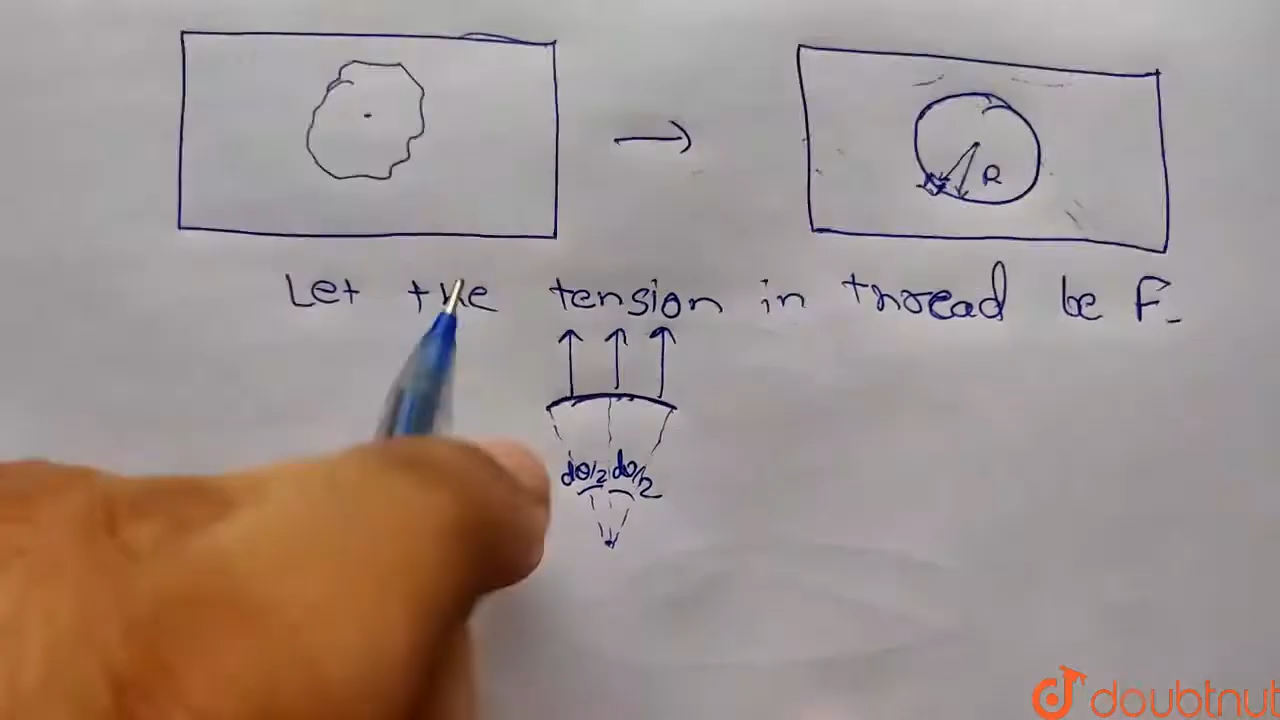 R
Let the tension in thread be F.
dθ/2 dθ/2
doubtnut